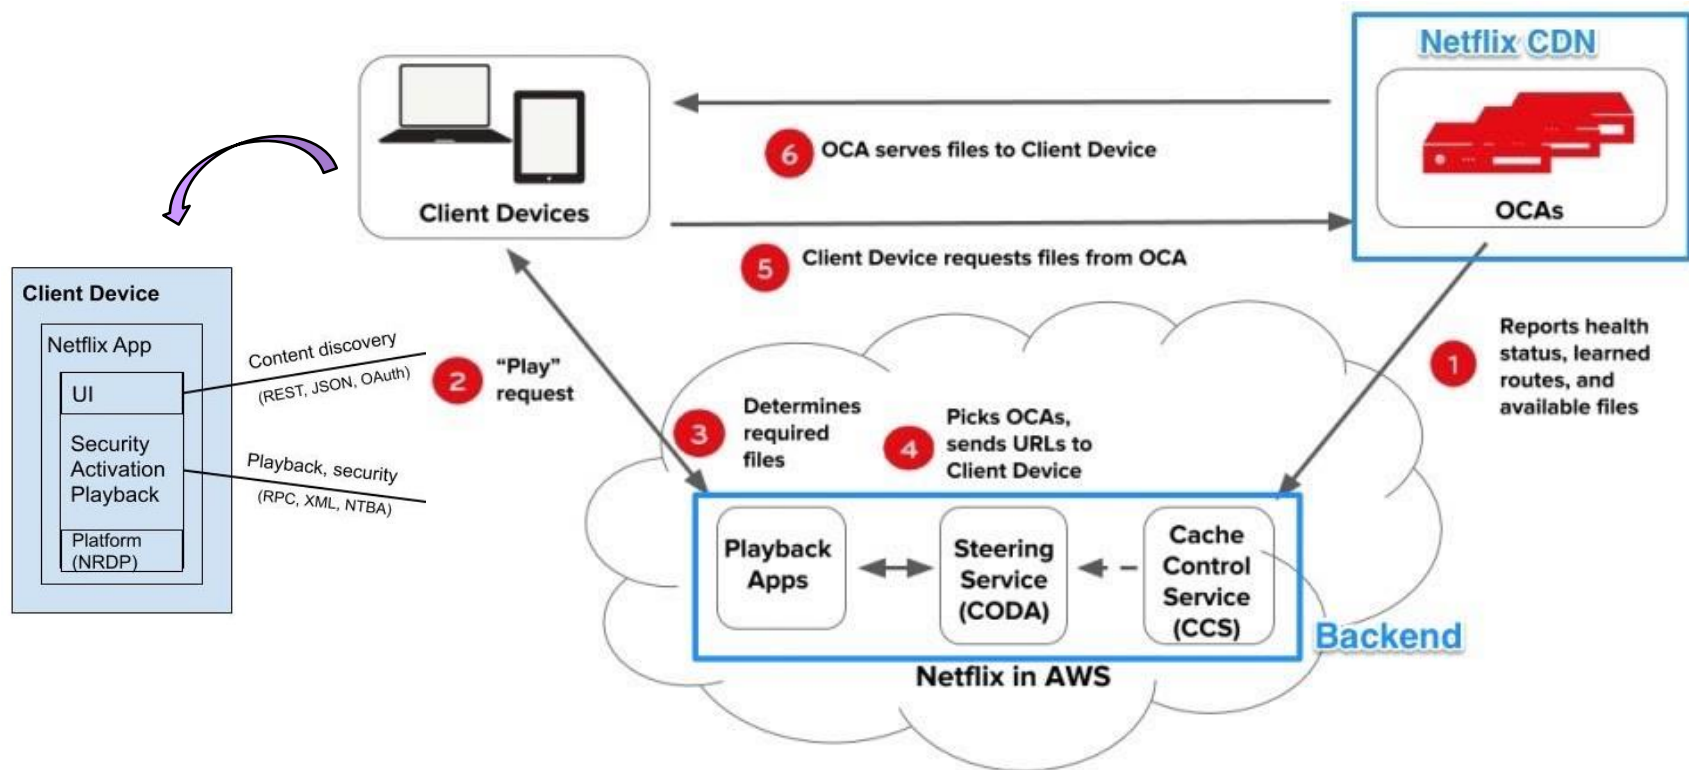 Netflix CDN
OCAs
Client Devices
6
OCA serves files to Client Device
5
Client Device requests files from OCA
1
Reports health
status, learned
routes, and
available files
Client Device
Netflix App
UI
Security
Activation
Playback
Platform
(NRDP)
Content discovery
(REST, JSON, OAuth)
Playback, security
(RPC, XML, NTBA)
2
“Play”
request
3
Determines
required
files
4
Picks OCAs,
sends URLs to
Client Device
Playback
Apps
Steering
Service
(CODA)
Cache
Control
Service
(CCS)
Backend
Netflix in AWS